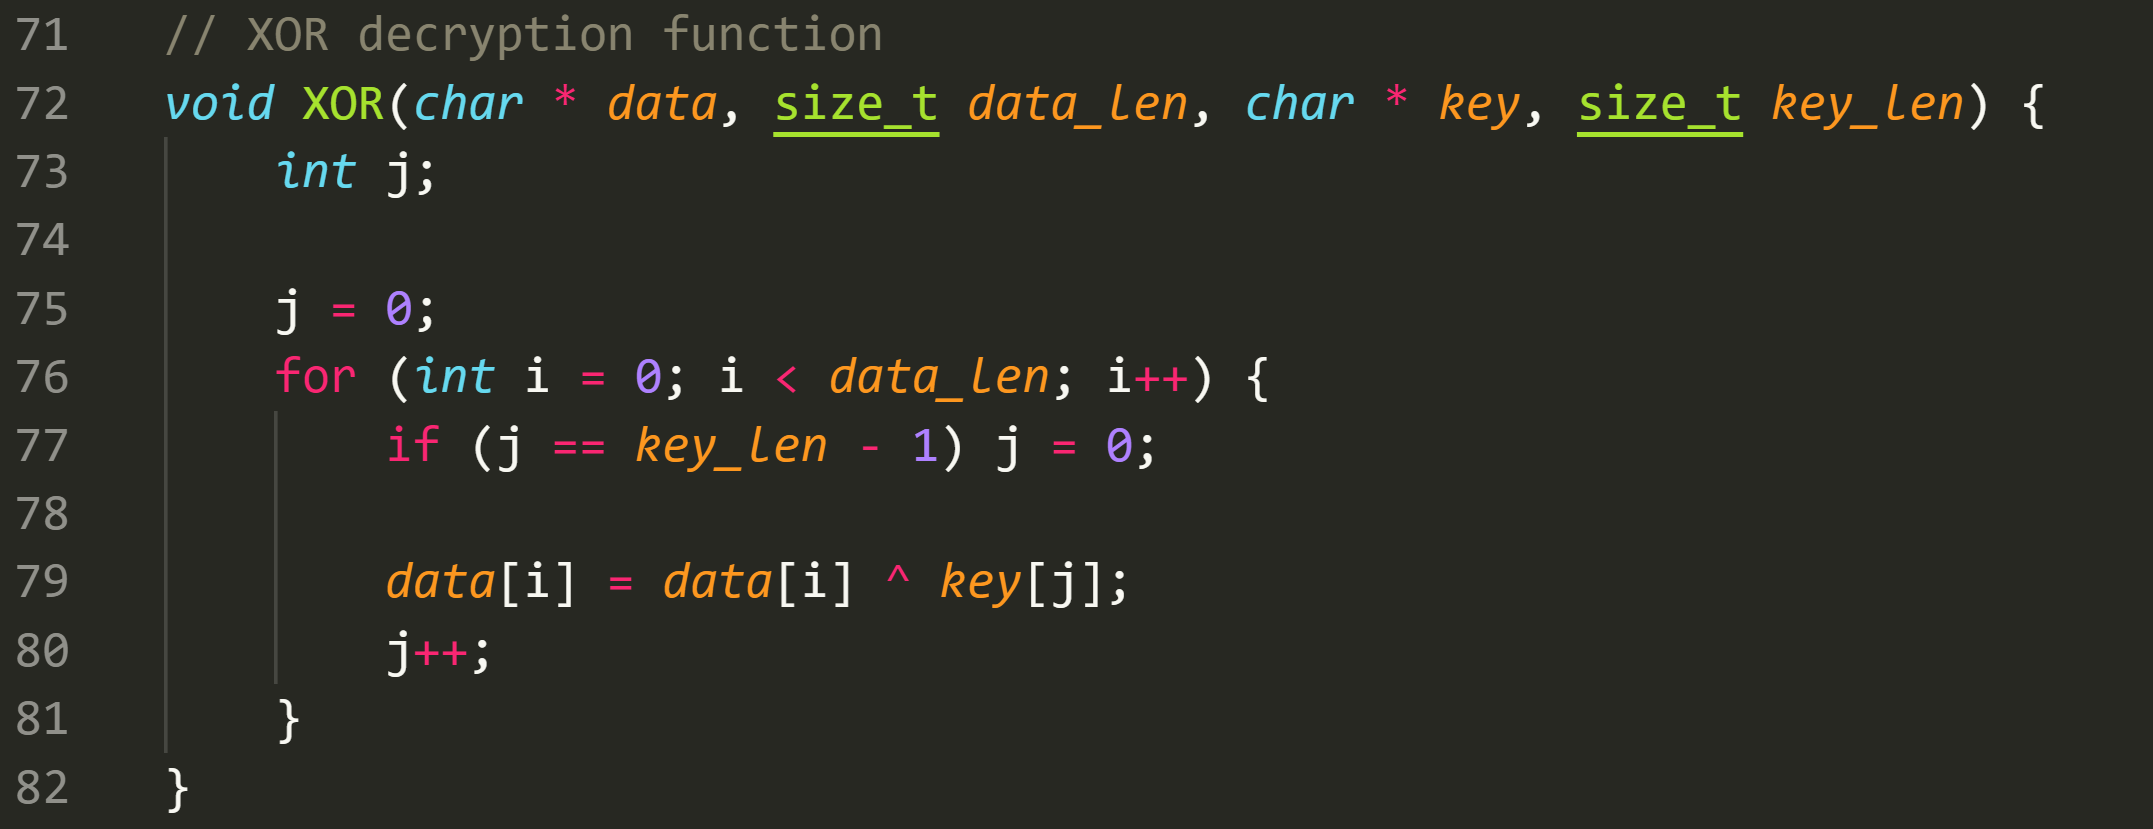 71 // XOR decryption function
72 void XOR(char * data, size_t data_len, char * key, size_t key_len) {
73     int j;
74
75     j = 0;
76     for (int i = 0; i < data_len; i++) {
77         if (j == key_len - 1) j = 0;
78
79         data[i] = data[i] ^ key[j];
80         j++;
81     }
82 }